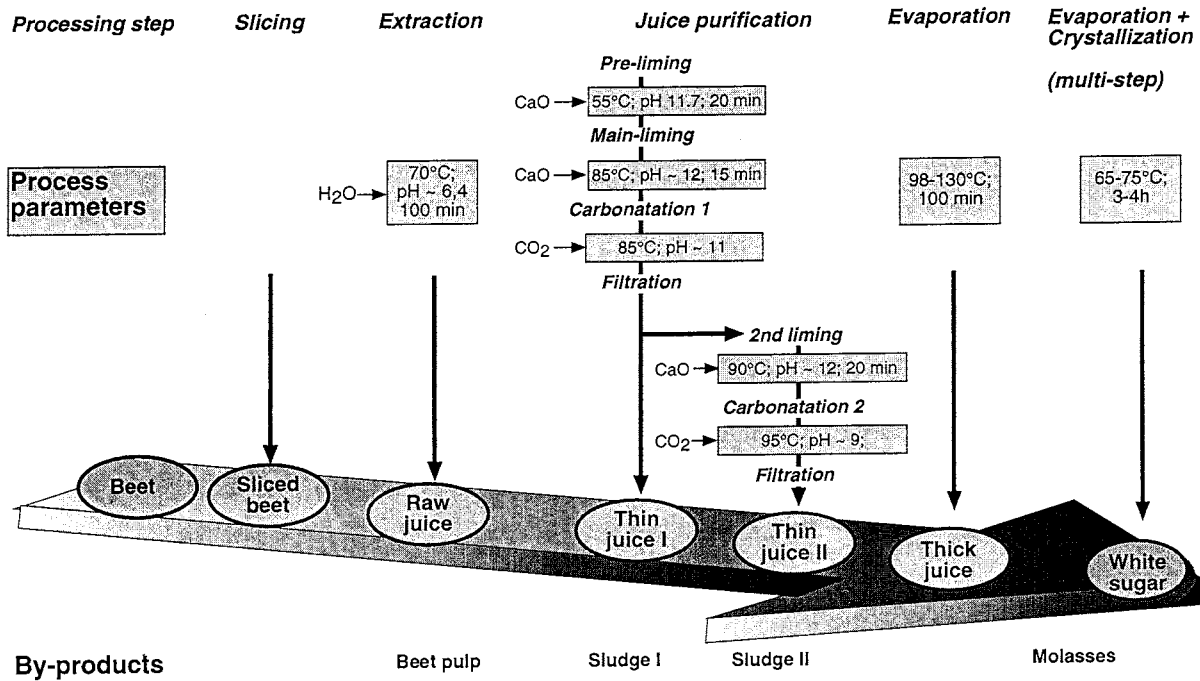 Processing step
Slicing
Extraction
Juice purification
Evaporation
Evaporation +
Crystallization
(multi-step)
Pre-liming
CaO
55°C; pH 11.7; 20 min
Main-liming
CaO
85°C; pH ~ 12; 15 min
Carbonatation 1
CO2
85°C; pH ~ 11
Filtration
Process
parameters
H2O
70°C;
pH ~ 6,4
100 min
98-130°C;
100 min
65-75°C;
3-4h
2nd liming
CaO
90°C; pH ~ 12; 20 min
Carbonatation 2
CO2
95°C; pH ~ 9;
Filtration
Beet
Sliced
beet
Raw
juice
Thin
juice I
Thin
juice II
Thick
juice
White
sugar
By-products
Beet pulp
Sludge I
Sludge II
Molasses